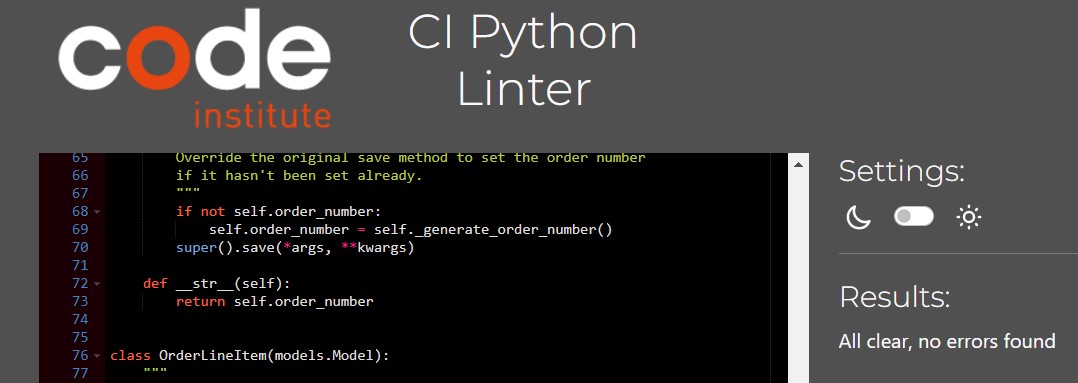 code
institute
CI Python
Linter
65 Override the original save method to set the order number
66 if it hasn't been set already.
67 """
68 if not self.order_number:
69 self.order_number = self._generate_order_number()
70 super().save(*args, **kwargs)
71
72 def __str__(self):
73 return self.order_number
74
75
76 class OrderLineItem(models.Model):
77 """
Settings:
Results:
All clear, no errors found